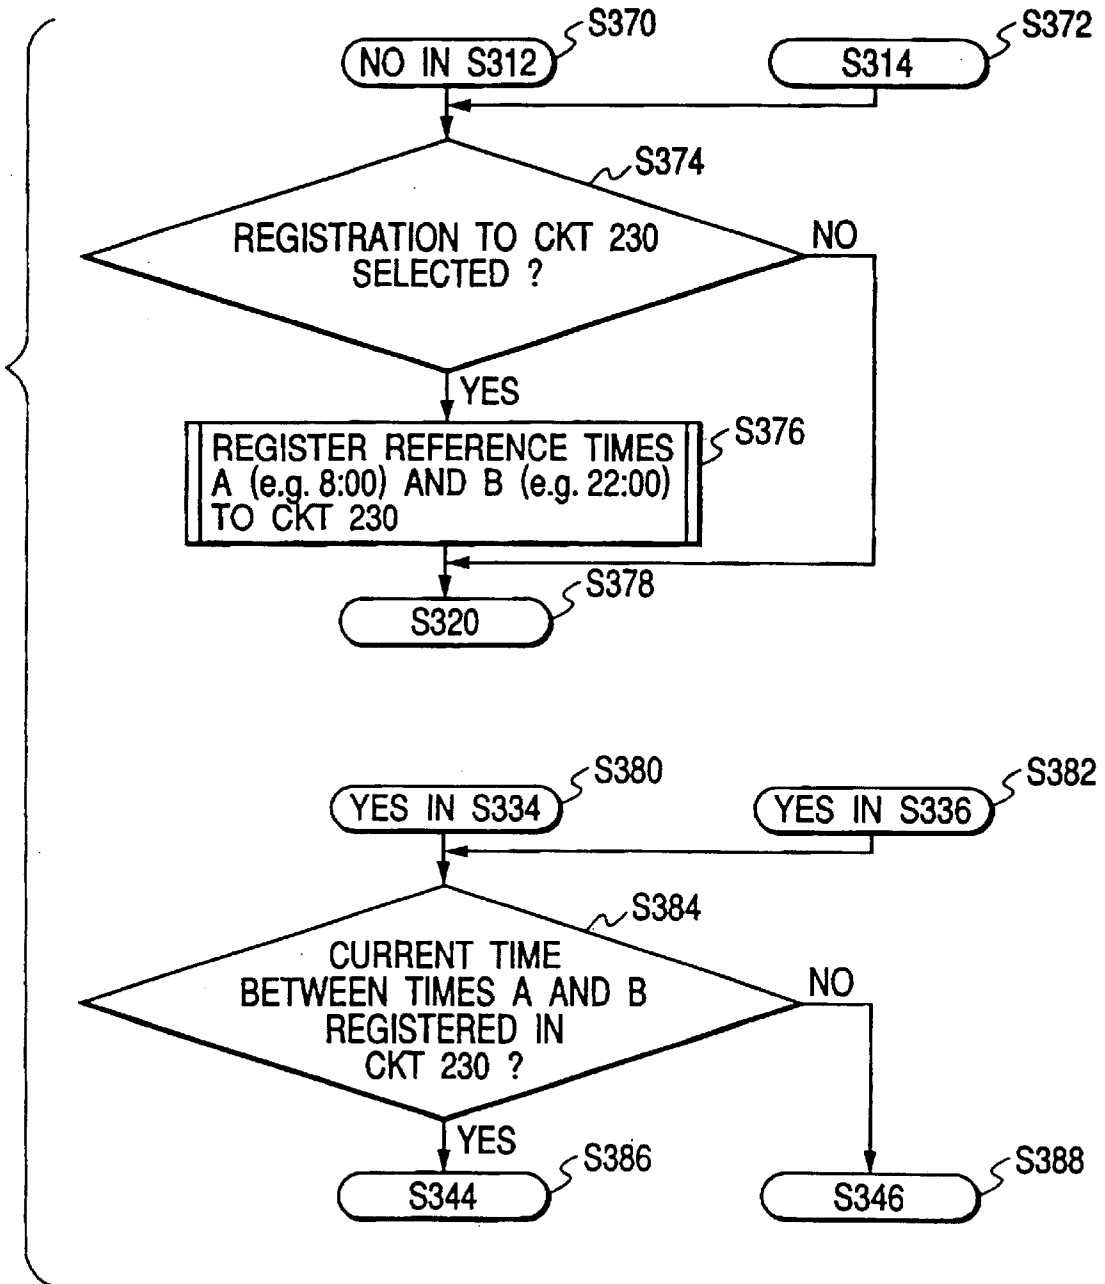 S370
NO IN S312
S372
S314
S374
REGISTRATION TO CKT 230
SELECTED ?
NO
YES
S376
REGISTER REFERENCE TIMES
A (e.g. 8:00) AND B (e.g. 22:00)
TO CKT 230
S378
S320
S380
YES IN S334
S382
YES IN S336
S384
CURRENT TIME
BETWEEN TIMES A AND B
REGISTERED IN
CKT 230 ?
NO
YES
S386
S344
S388
S346